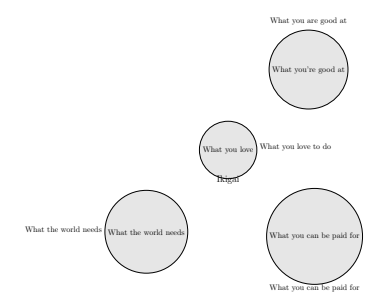 What you are good at
What you're good at
What you love
What you love to do
Ikigai
What the world needs
What the world needs
What you can be paid for
What you can be paid for